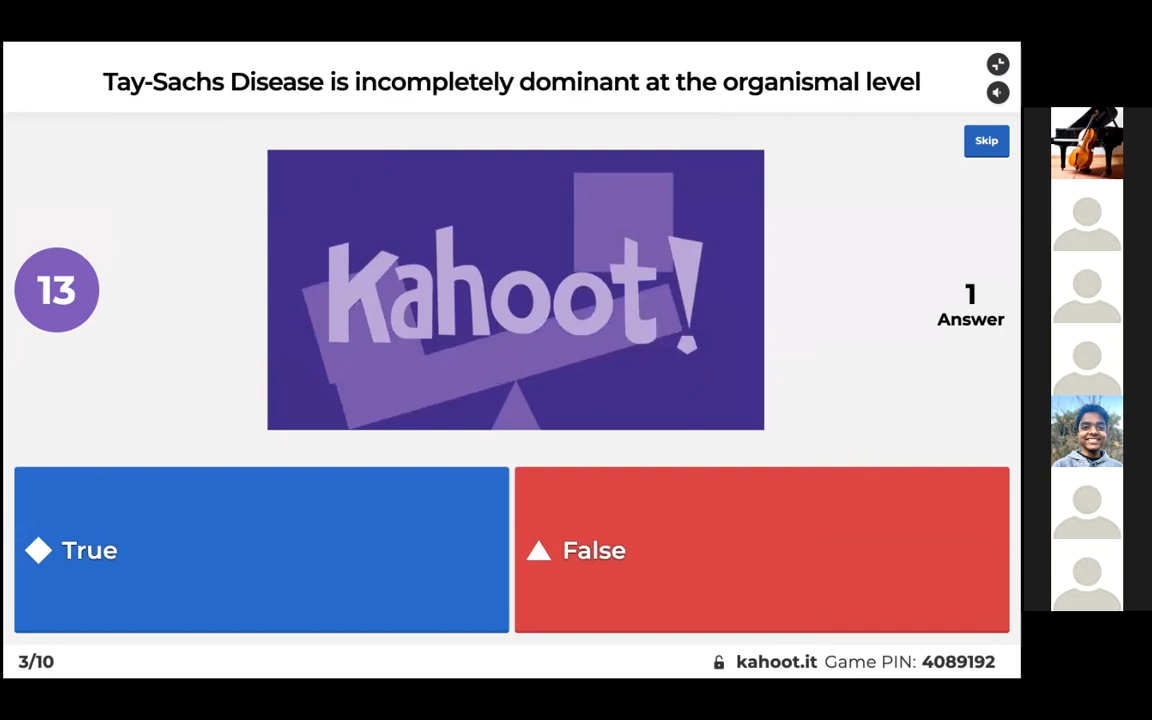 Tay-Sachs Disease is incompletely dominant at the organismal level
Skip
Kahoot!
13
1
Answer
True
False
3/10
kahoot.it Game PIN: 4089192